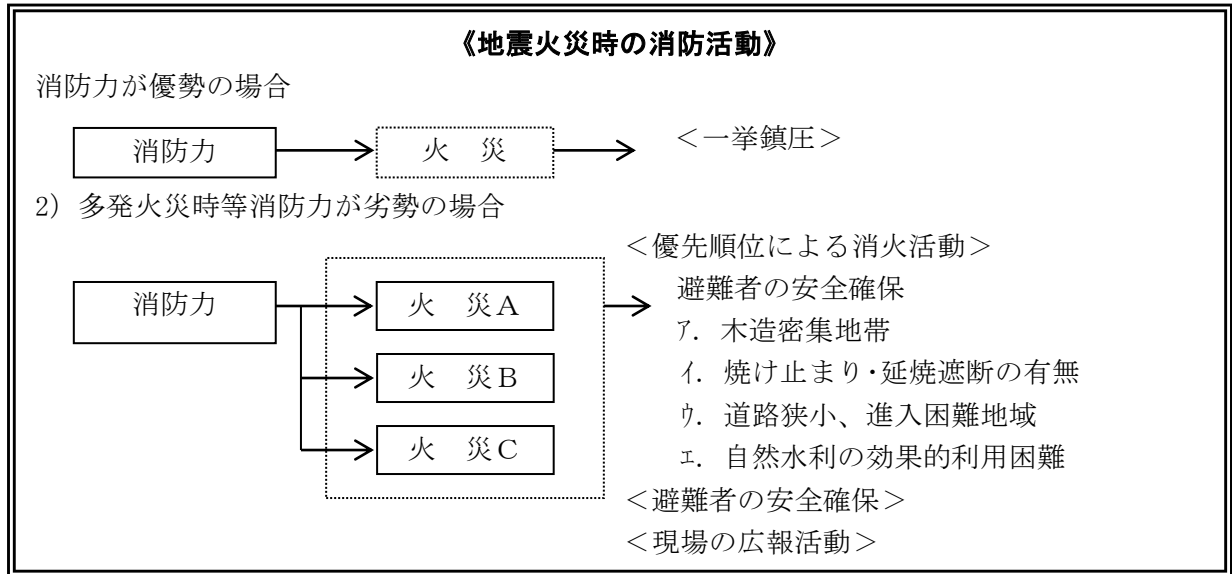 《地震火災時の消防活動》
消防力が優勢の場合
消防力
火 災
＜一挙鎮圧＞
2) 多発火災時等消防力が劣勢の場合
消防力
火 災A
火 災B
火 災C
＜優先順位による消火活動＞
避難者の安全確保
ｱ. 木造密集地帯
ｲ. 焼け止まり･延焼遮断の有無
ｳ. 道路狭小、進入困難地域
ｴ. 自然水利の効果的利用困難
＜避難者の安全確保＞
＜現場の広報活動＞